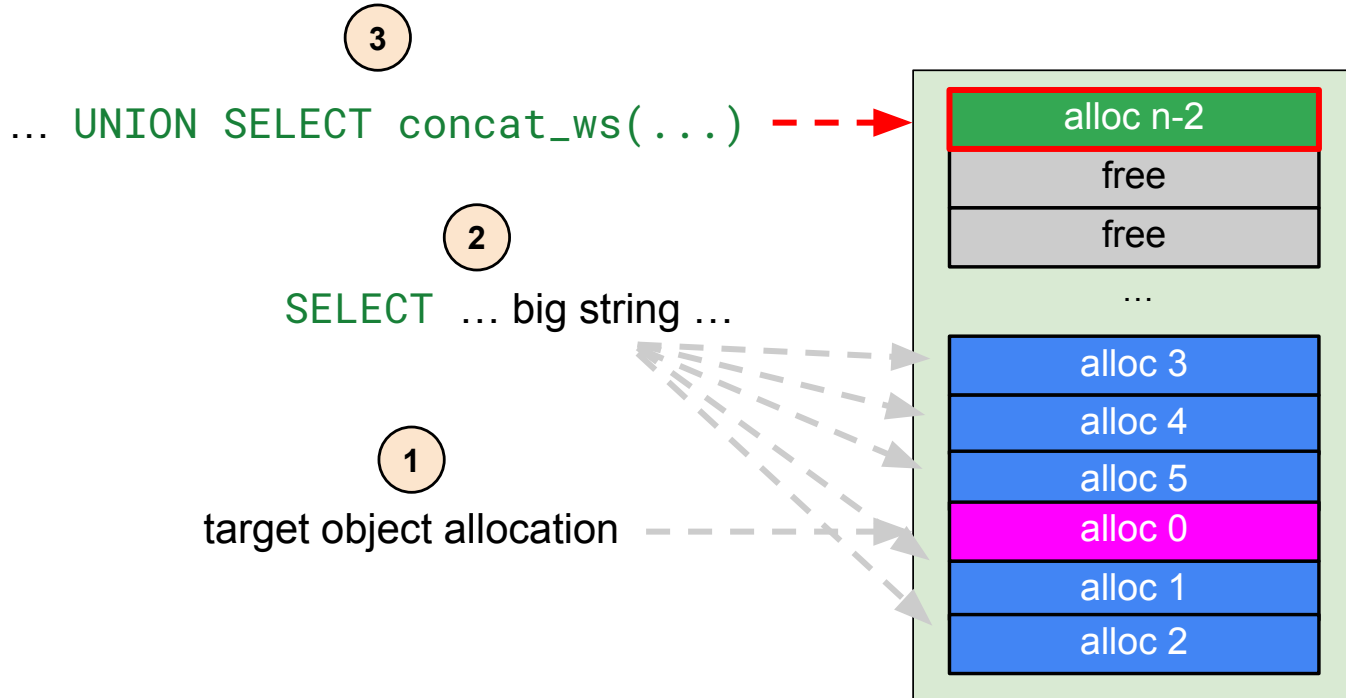 3
… UNION SELECT concat_ws(...)
2
SELECT … big string …
1
target object allocation
alloc n-2
free
free
…
alloc 3
alloc 4
alloc 5
alloc 0
alloc 1
alloc 2